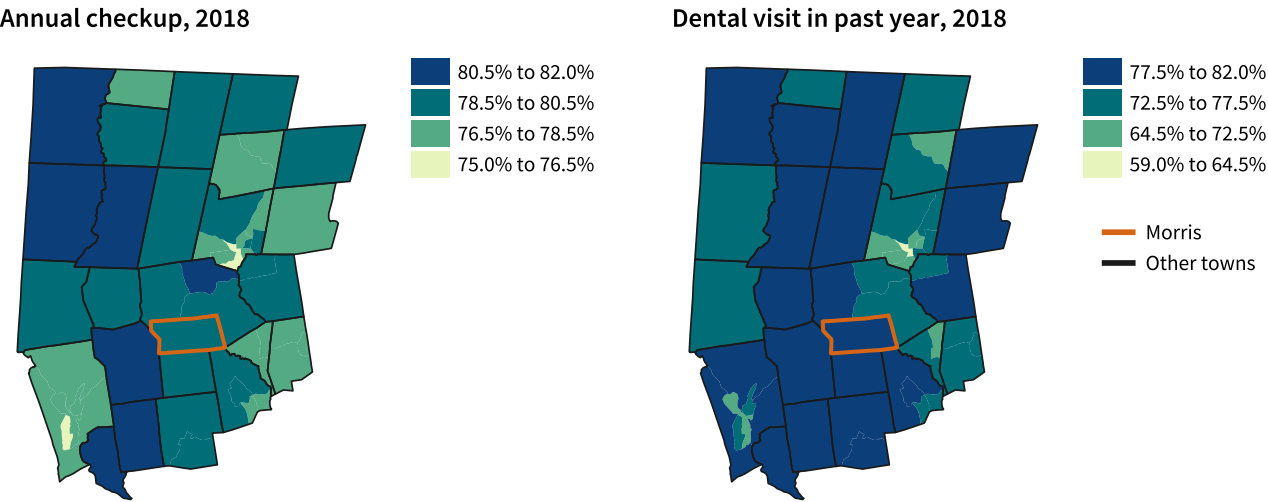 Annual checkup, 2018
80.5% to 82.0%
78.5% to 80.5%
76.5% to 78.5%
75.0% to 76.5%
Dental visit in past year, 2018
77.5% to 82.0%
72.5% to 77.5%
64.5% to 72.5%
59.0% to 64.5%
Morris
Other towns